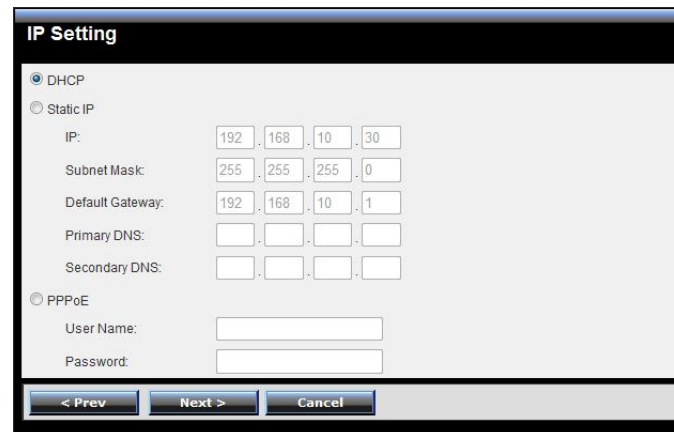 IP Setting
DHCP
Static IP
IP: 192 . 168 . 10 . 30
Subnet Mask: 255 . 255 . 255 . 0
Default Gateway: 192 . 168 . 10 . 1
Primary DNS: . . .
Secondary DNS: . . .
PPPoE
User Name:
Password:
< Prev Next > Cancel